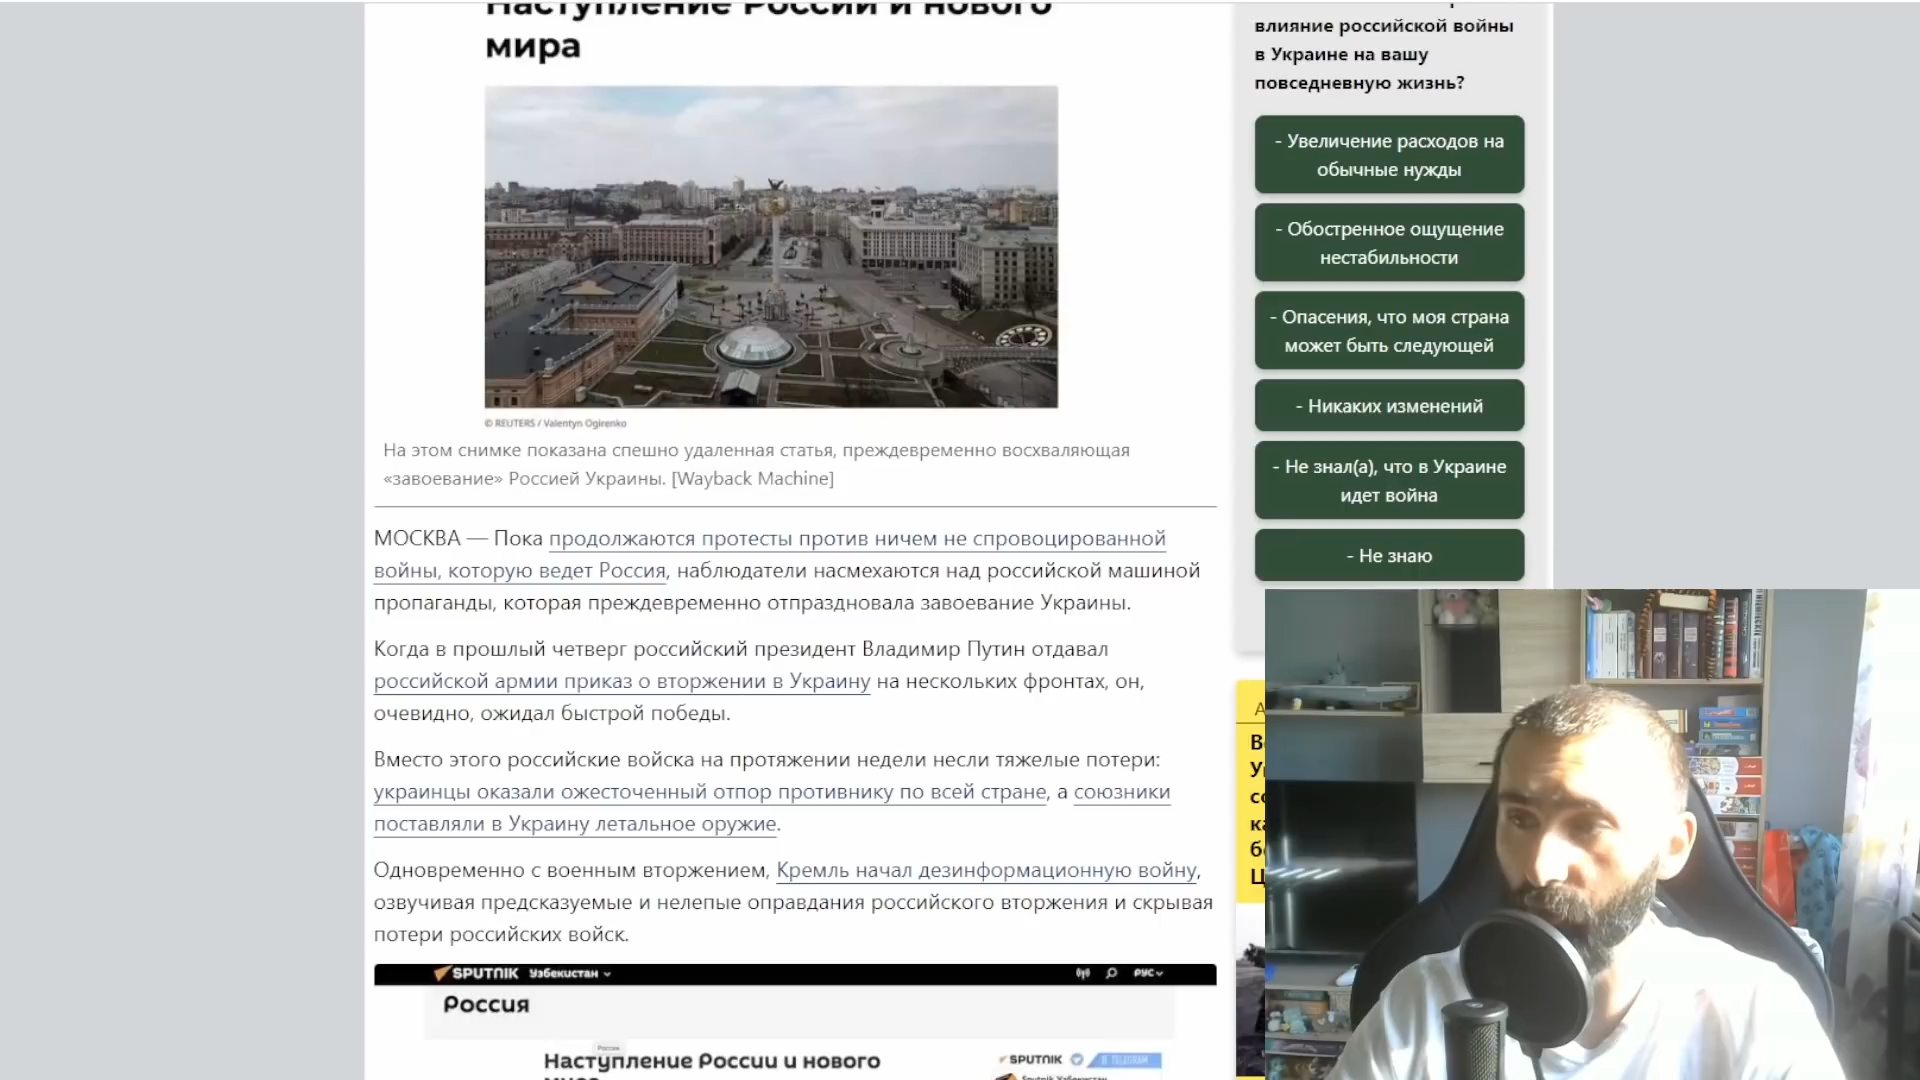 Наступление России и нового
мира
© REUTERS / Valentyn Ogirenko
На этом снимке показана спешно удаленная статья, преждевременно восхваляющая
«завоевание» Россией Украины. [Wayback Machine]
МОСКВА — Пока продолжаются протесты против ничем не спровоцированной
войны, которую ведет Россия, наблюдатели насмехаются над российской машиной
пропаганды, которая преждевременно отпраздновала завоевание Украины.
Когда в прошлый четверг российский президент Владимир Путин отдавал
российской армии приказ о вторжении в Украину на нескольких фронтах, он,
очевидно, ожидал быстрой победы.
Вместо этого российские войска на протяжении недели несли тяжелые потери:
украинцы оказали ожесточенный отпор противнику по всей стране, а союзники
поставляли в Украину летальное оружие.
Одновременно с военным вторжением, Кремль начал дезинформационную войну,
озвучивая предсказуемые и нелепые оправдания российского вторжения и скрывая
потери российских войск.
SPUTNIK Узбекистан
РУС
Россия
Россия
Наступление России и нового
SPUTNIK В TELEGRAM
Sputnik Узбекистан
влияние российской войны
в Украине на вашу
повседневную жизнь?
- Увеличение расходов на
обычные нужды
- Обостренное ощущение
нестабильности
- Опасения, что моя страна
может быть следующей
- Никаких изменений
- Не знал(а), что в Украине
идет война
- Не знаю